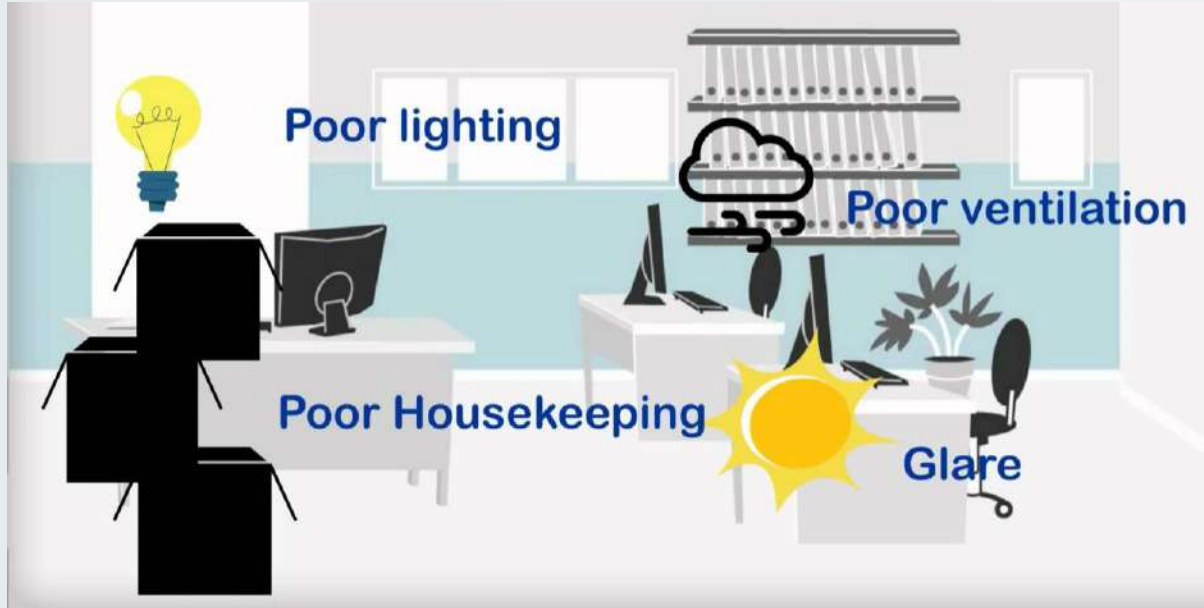 Poor lighting
Poor ventilation
Poor Housekeeping
Glare